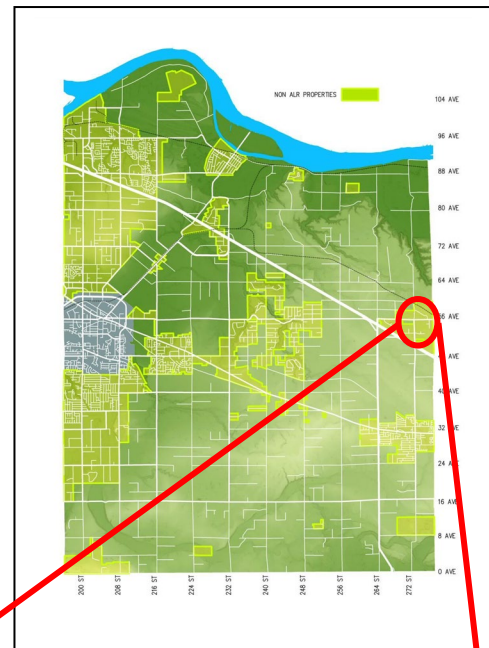 NON ALR PROPERTIES
104 AVE
96 AVE
88 AVE
80 AVE
72 AVE
64 AVE
AVE
AVE
32 AVE
24 AVE
16 AVE
8 AVE
0 AVE
200 ST
208 ST
216 ST
224 ST
232 ST
240 ST
248 ST
256 ST
264 ST
272 ST